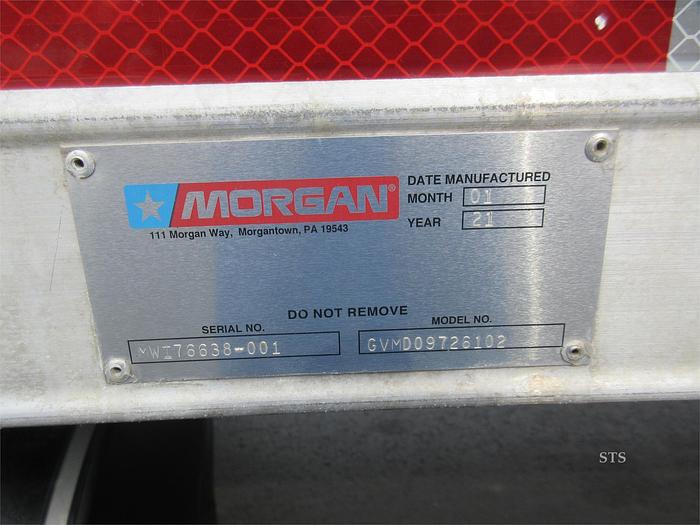 MORGAN®
111 Morgan Way, Morgantown, PA 19543
DATE MANUFACTURED
MONTH 01
YEAR 21
DO NOT REMOVE
SERIAL NO.
MWI76638-001
MODEL NO.
GVMD09726102
STS